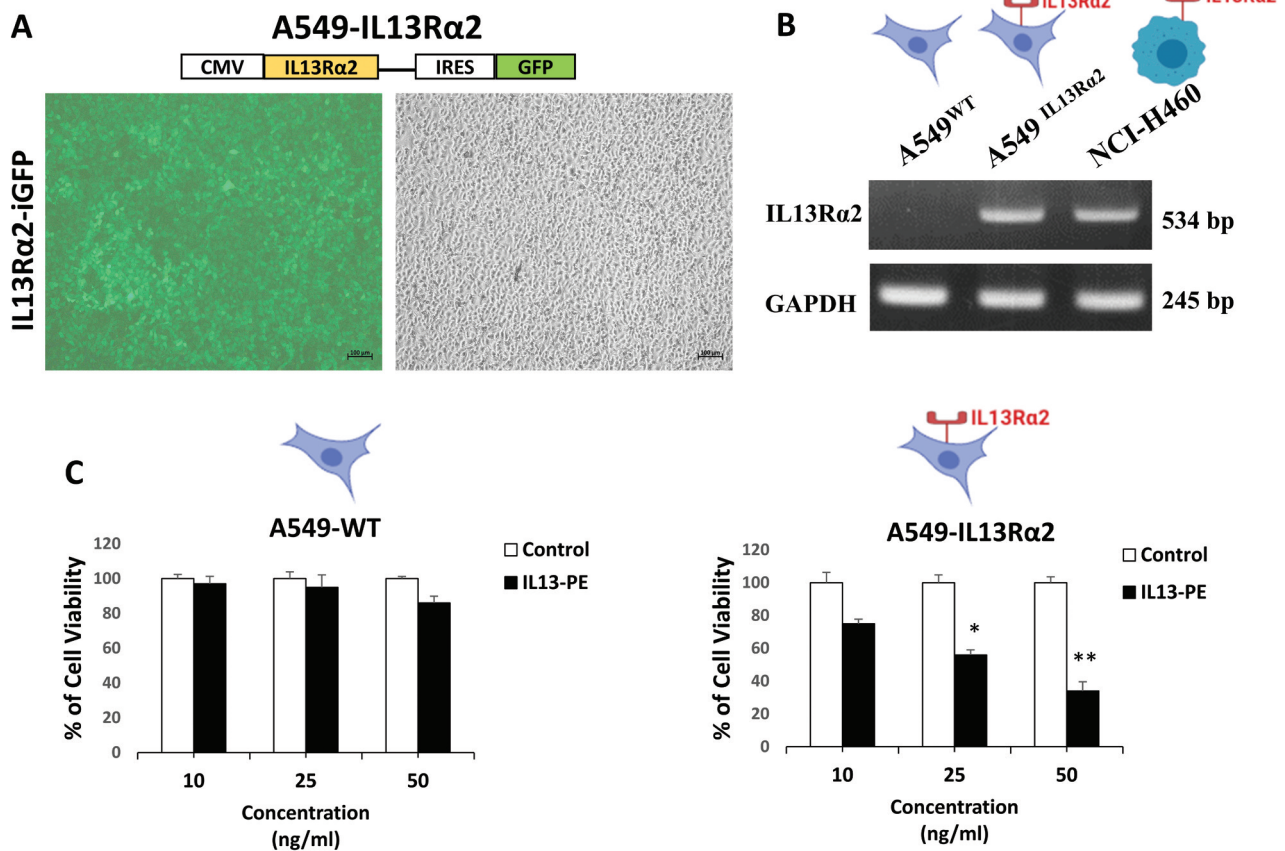 A
A549-IL13Rα2
CMV
IL13Rα2
IRES
GFP
IL13Rα2-iGFP
100 µm
100 µm
B
IL13Rα2
IL13Rα2
A549WT
A549 IL13Rα2
NCI-H460
IL13Rα2
534 bp
GAPDH
245 bp
C
A549-WT
% of Cell Viability
120
100
80
60
40
20
0
10
25
50
Concentration
(ng/ml)
Control
IL13-PE
IL13Rα2
A549-IL13Rα2
% of Cell Viability
120
100
80
60
40
20
0
*
**
10
25
50
Concentration
(ng/ml)
Control
IL13-PE